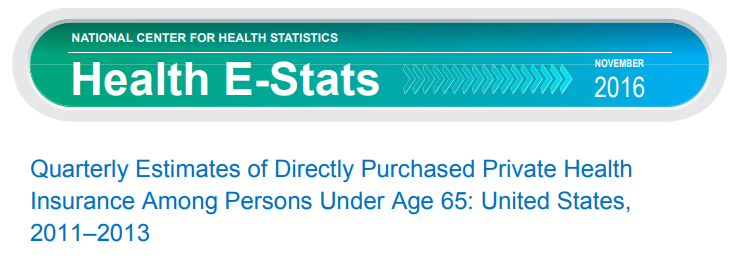 NATIONAL CENTER FOR HEALTH STATISTICS
Health E-Stats
NOVEMBER
2016
Quarterly Estimates of Directly Purchased Private Health
Insurance Among Persons Under Age 65: United States,
2011–2013